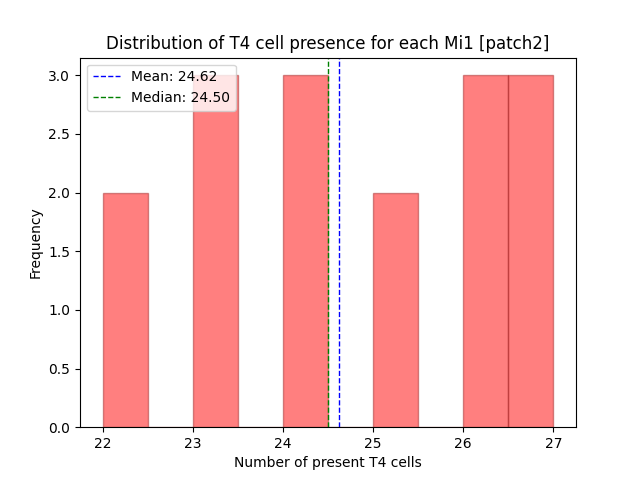 Distribution of T4 cell presence for each Mi1 [patch2]
Mean: 24.62
Median: 24.50
3.0
2.5
2.0
1.5
1.0
0.5
0.0
Frequency
22 23 24 25 26 27
Number of present T4 cells